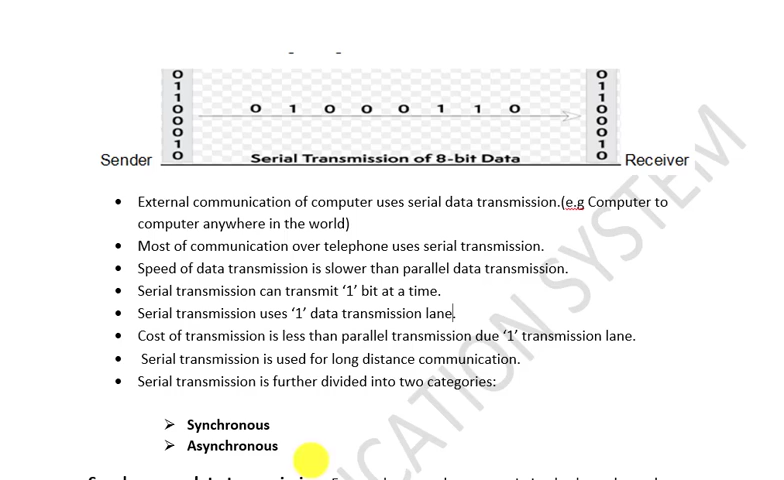 0 0
1 1
1 1
0 0 1 0 0 0 1 1 0 0
0 0
0 0
1 1
Sender 0 Serial Transmission of 8-bit Data 0 Receiver
• External communication of computer uses serial data transmission.(e.g Computer to
computer anywhere in the world)
• Most of communication over telephone uses serial transmission.
• Speed of data transmission is slower than parallel data transmission.
• Serial transmission can transmit ‘1’ bit at a time.
• Serial transmission uses ‘1’ data transmission lane.
• Cost of transmission is less than parallel transmission due ‘1’ transmission lane.
• Serial transmission is used for long distance communication.
• Serial transmission is further divided into two categories:
➢ Synchronous
➢ Asynchronous
ICATION SYSTEM